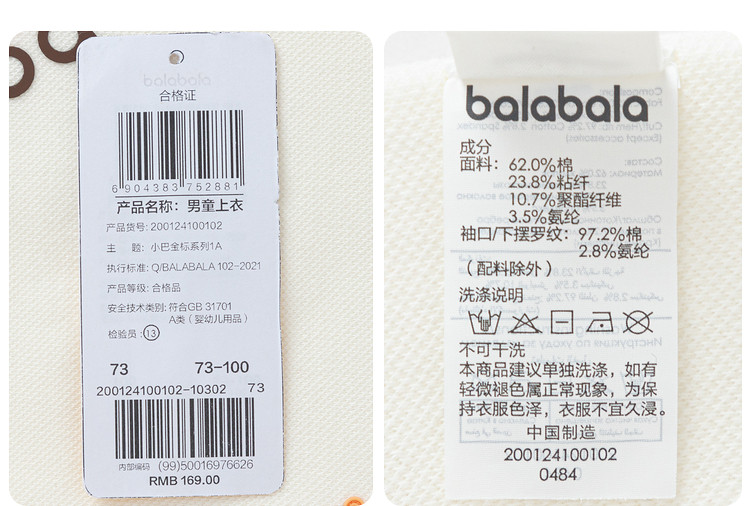 balabala
合格证
6 904383 752881
产品名称：男童上衣
产品货号：200124100102
主 题：小巴金标系列1A
执行标准：Q/BALABALA 102-2021
产品等级：合格品
安全技术类别：符合GB 31701
A类（婴幼儿用品）
检验员：13
73 73-100
200124100102-10302 73
内部编码 (99)50016976626
RMB 169.00
balabala
成分
面料：62.0%棉
23.8%粘纤
10.7%聚酯纤维
3.5%氨纶
袖口/下摆罗纹：97.2%棉
2.8%氨纶
（配料除外）
洗涤说明
不可干洗
本商品建议单独洗涤，如有
轻微褪色属正常现象，为保
持衣服色泽，衣服不宜久浸。
中国制造
200124100102
0484